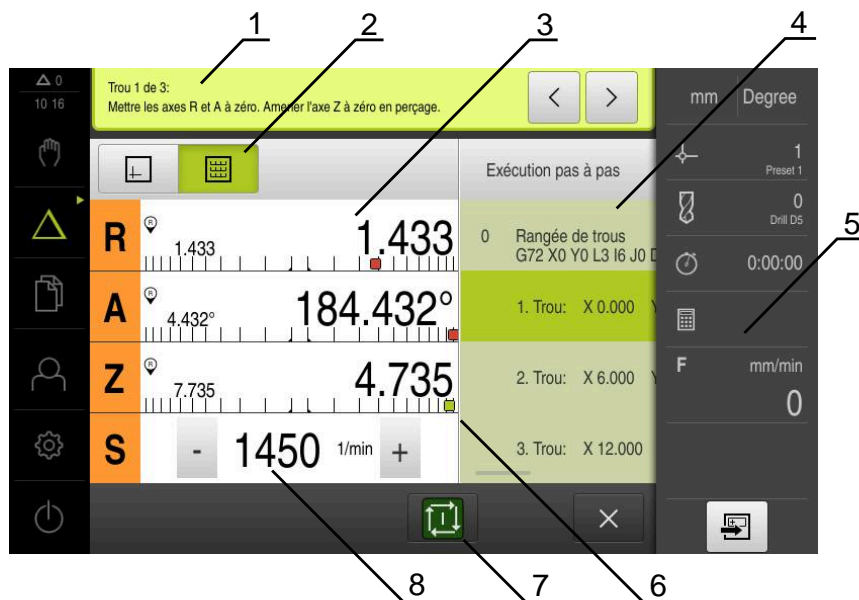 1 2 3 4
0
10 16
Trou 1 de 3:
Mettre les axes R et A à zéro. Amener l'axe Z à zéro en perçage.
< >
mm Degree
Exécution pas à pas
1
Preset 1
R
R 1.433 1.433
0 Rangée de trous
G72 X0 Y0 L3 I6 J0 D
0
Drill D5
5
0:00:00
A
R 4.432° 184.432°
1. Trou: X 0.000 Y
Z
R 7.735 4.735
2. Trou: X 6.000 Y
F mm/min
0
S - 1450 1/min +
3. Trou: X 12.000
8 7 6